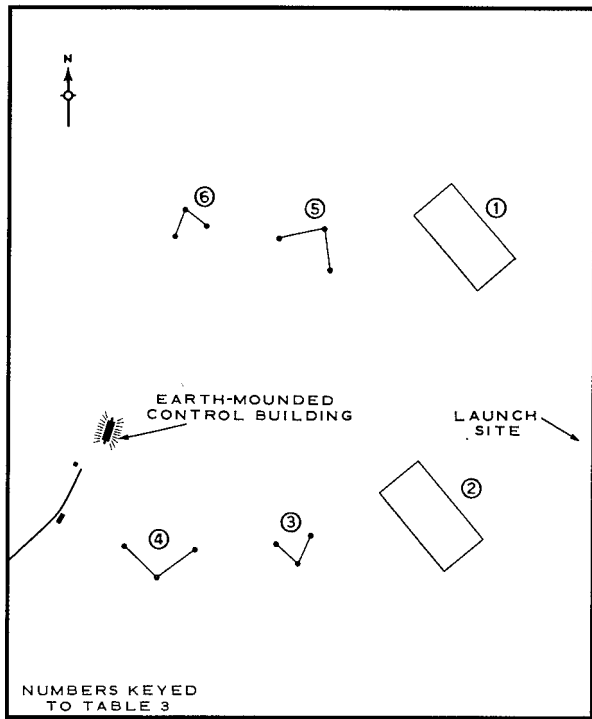 N
⑥
⑤
①
EARTH-MOUNDED
CONTROL BUILDING
LAUNCH
SITE
②
③
④
NUMBERS KEYED
TO TABLE 3